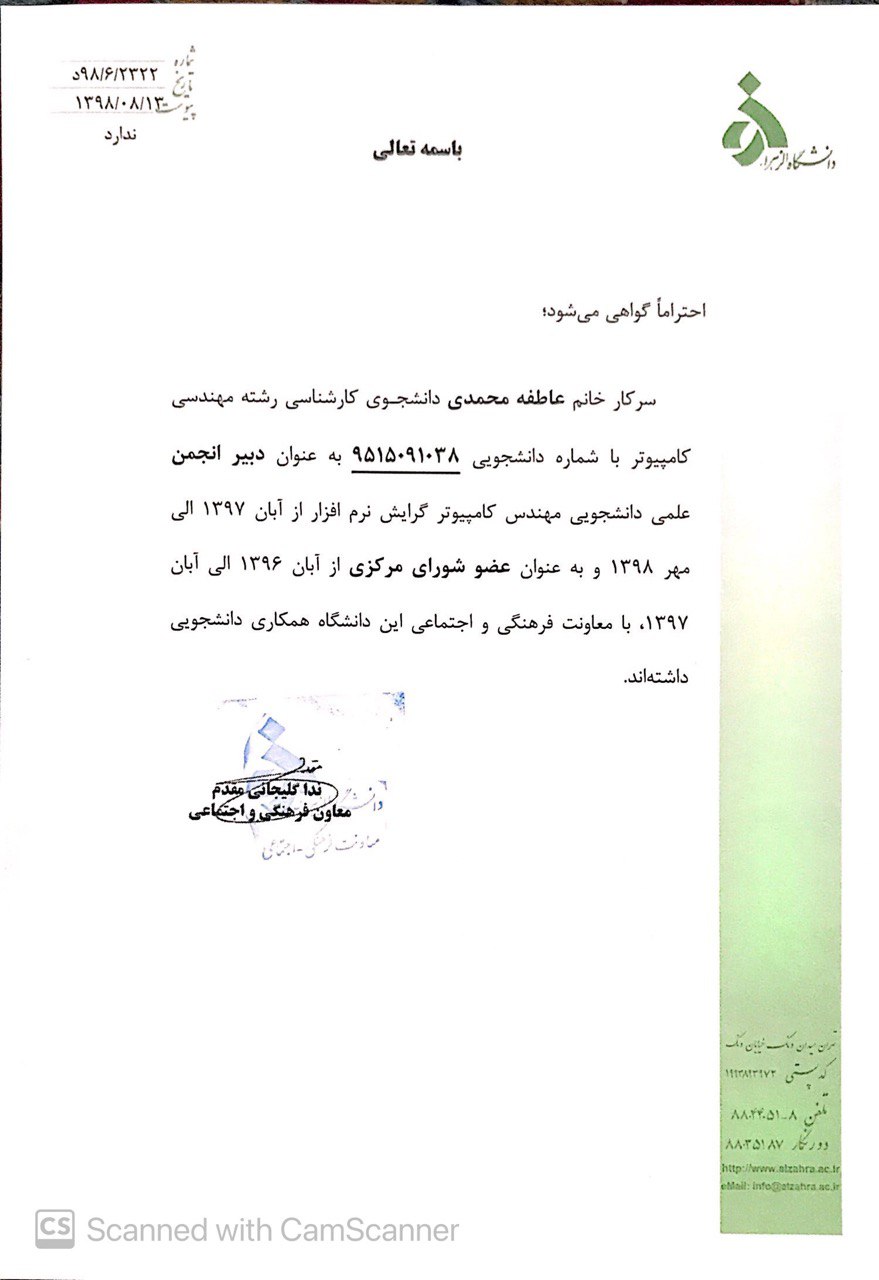 شماره
د۹۸/۶/۲۳۲۲
تاریخ
۱۳۹۸/۰۸/۱۳
پیوست
ندارد
دانشگاه الزهرا
باسمه تعالی
احتراماً گواهی می‌شود؛
سرکار خانم عاطفه محمدی دانشجـوی کارشناسی رشته مهندسی
کامپیوتر با شماره دانشجویی ۹۵۱۵۰۹۱۰۳۸ به عنوان دبیر انجمن
علمی دانشجویی مهندس کامپیوتر گرایش نرم افزار از آبان ۱۳۹۷ الی
مهر ۱۳۹۸ و به عنوان عضو شورای مرکزی از آبان ۱۳۹۶ الی آبان
۱۳۹۷، با معاونت فرهنگی و اجتماعی این دانشگاه همکاری دانشجویی
داشته‌اند.
ندا گلیجانی مقدم
معاون فرهنگی و اجتماعی
معاونت فرهنگی - اجتماعی
تهران میدان ونک خیابان ونک
کد پستی ۱۹۹۳۸۹۳۹۷۳
تلفن ۸-۸۸۰۴۴۰۵۱
دورنگار ۸۸۰۳۵۱۸۷
http://www.alzahra.ac.ir
eMail: info@alzahra.ac.ir
CS Scanned with CamScanner